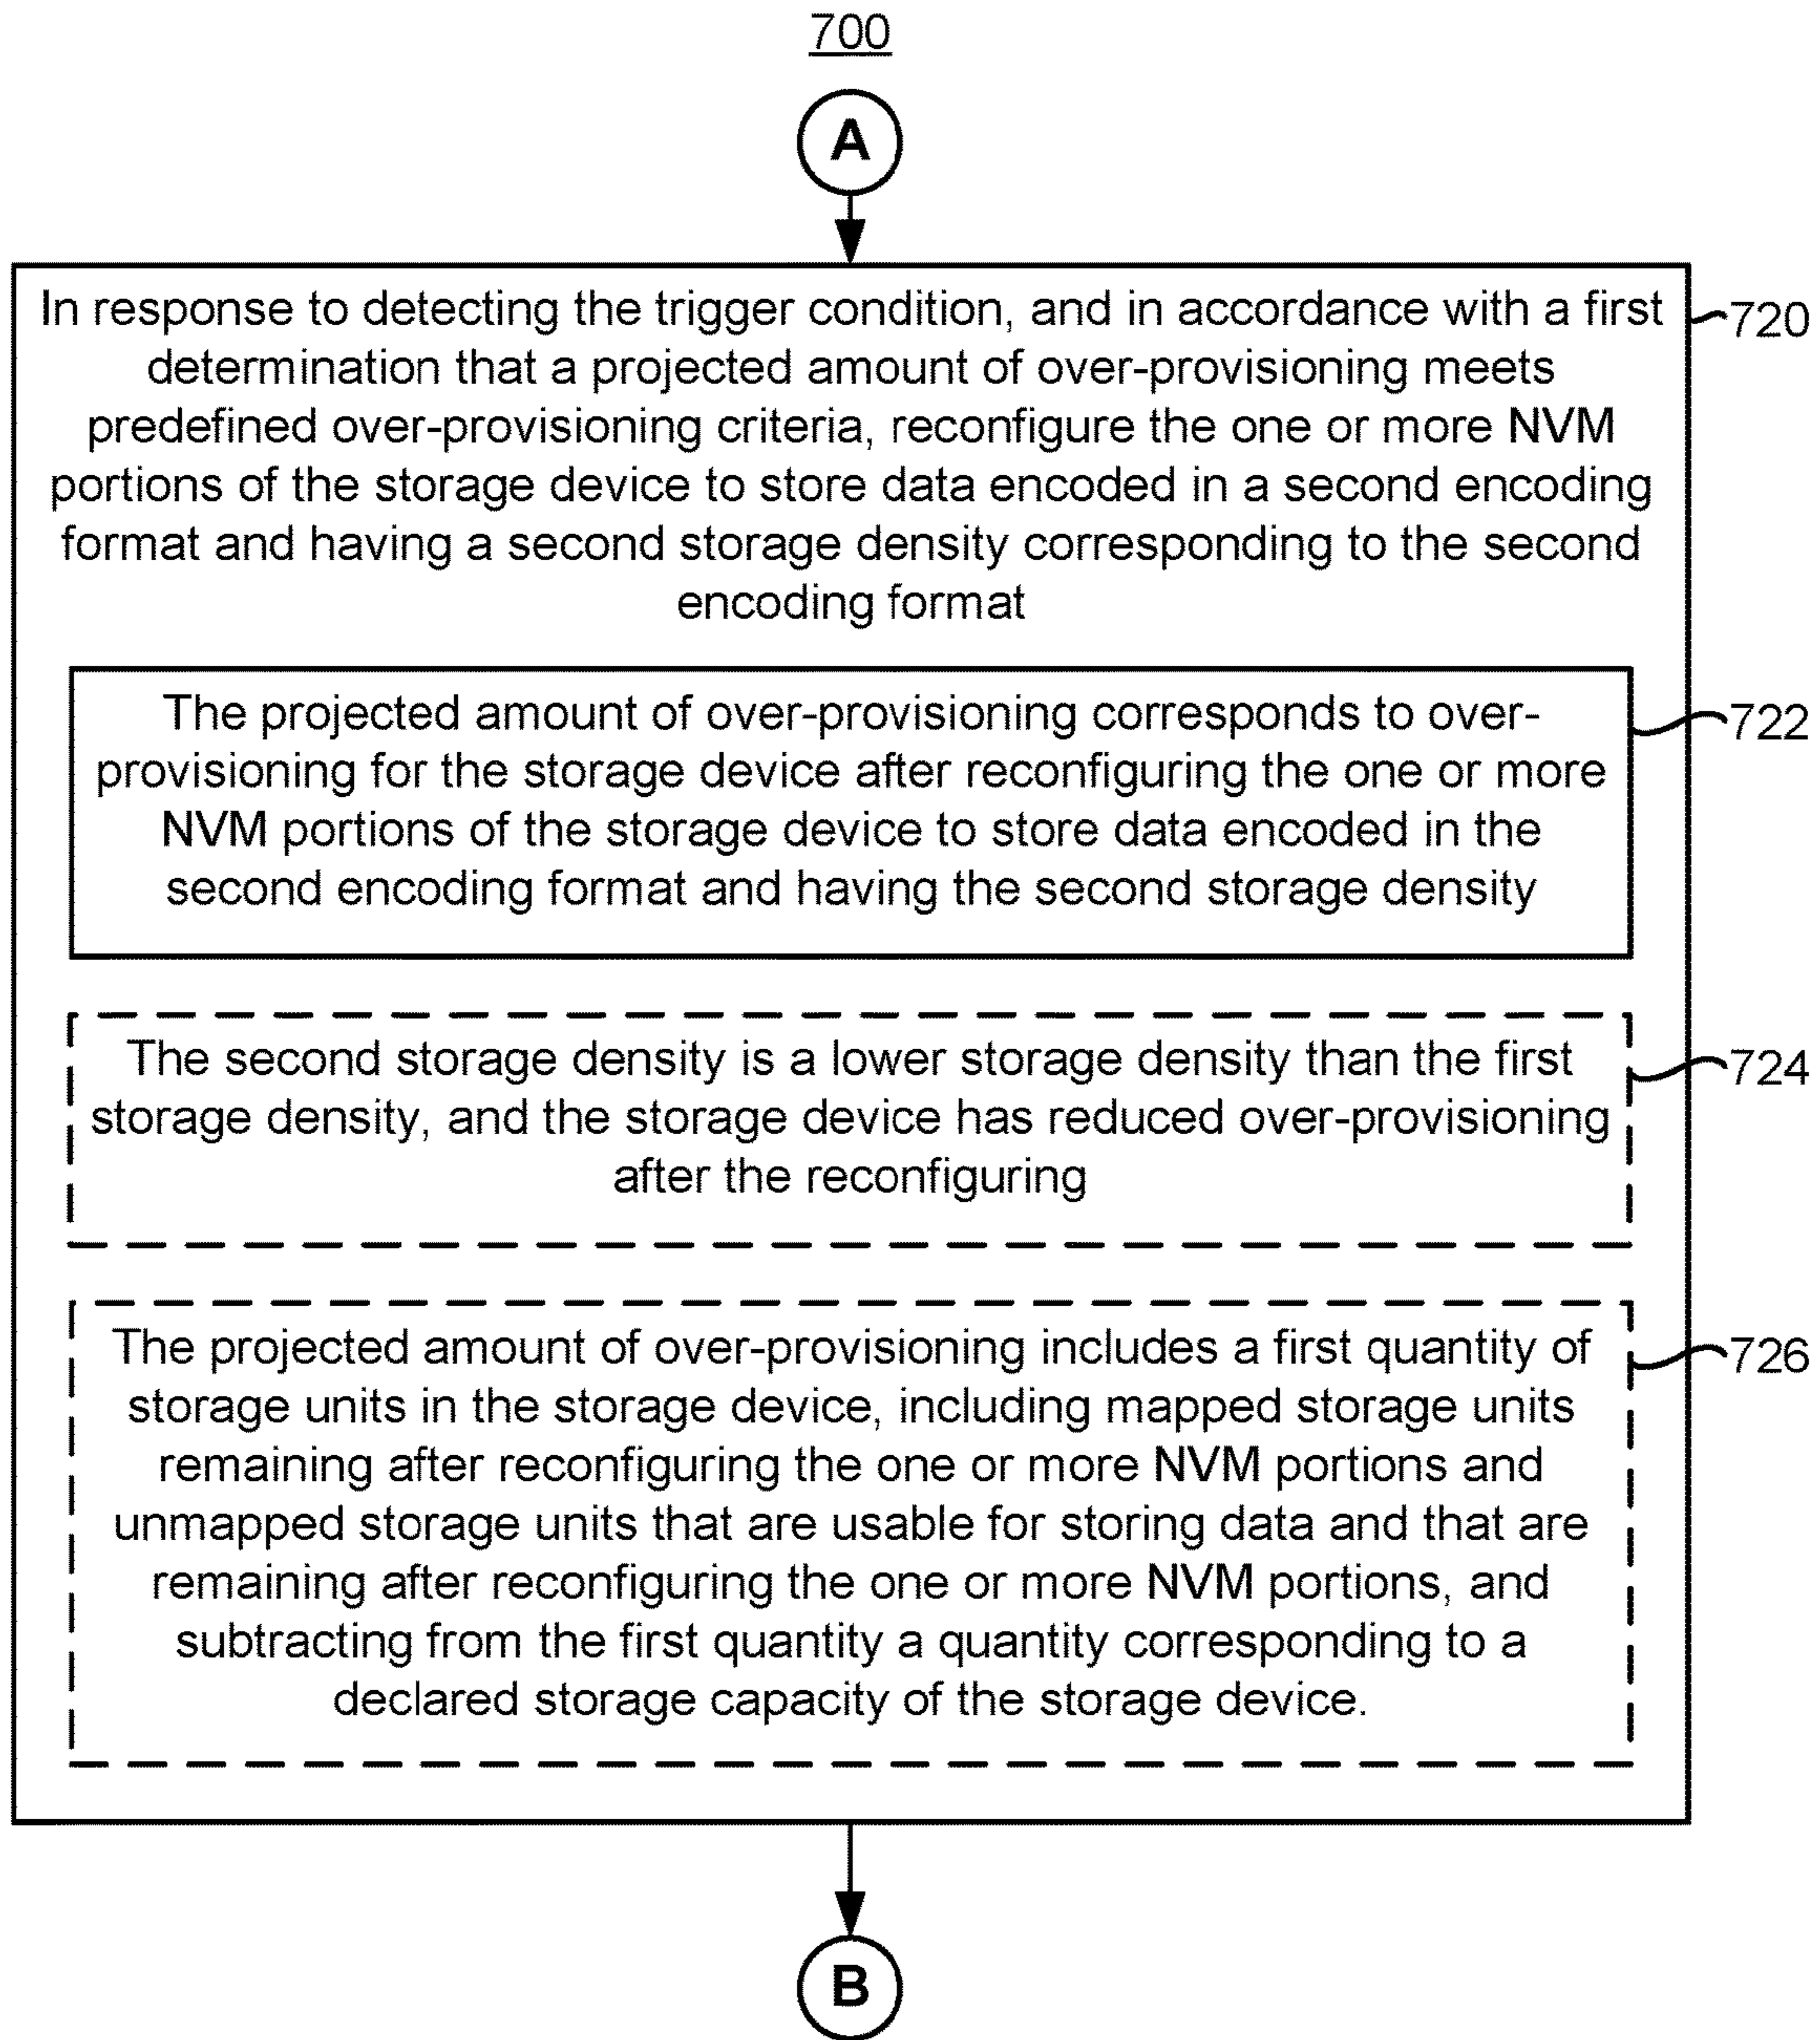 700
A
In response to detecting the trigger condition, and in accordance with a first
determination that a projected amount of over-provisioning meets
predefined over-provisioning criteria, reconfigure the one or more NVM
portions of the storage device to store data encoded in a second encoding
format and having a second storage density corresponding to the second
encoding format
720
The projected amount of over-provisioning corresponds to over-
provisioning for the storage device after reconfiguring the one or more
NVM portions of the storage device to store data encoded in the
second encoding format and having the second storage density
722
The second storage density is a lower storage density than the first
storage density, and the storage device has reduced over-provisioning
after the reconfiguring
724
The projected amount of over-provisioning includes a first quantity of
storage units in the storage device, including mapped storage units
remaining after reconfiguring the one or more NVM portions and
unmapped storage units that are usable for storing data and that are
remaining after reconfiguring the one or more NVM portions, and
subtracting from the first quantity a quantity corresponding to a
declared storage capacity of the storage device.
726
B